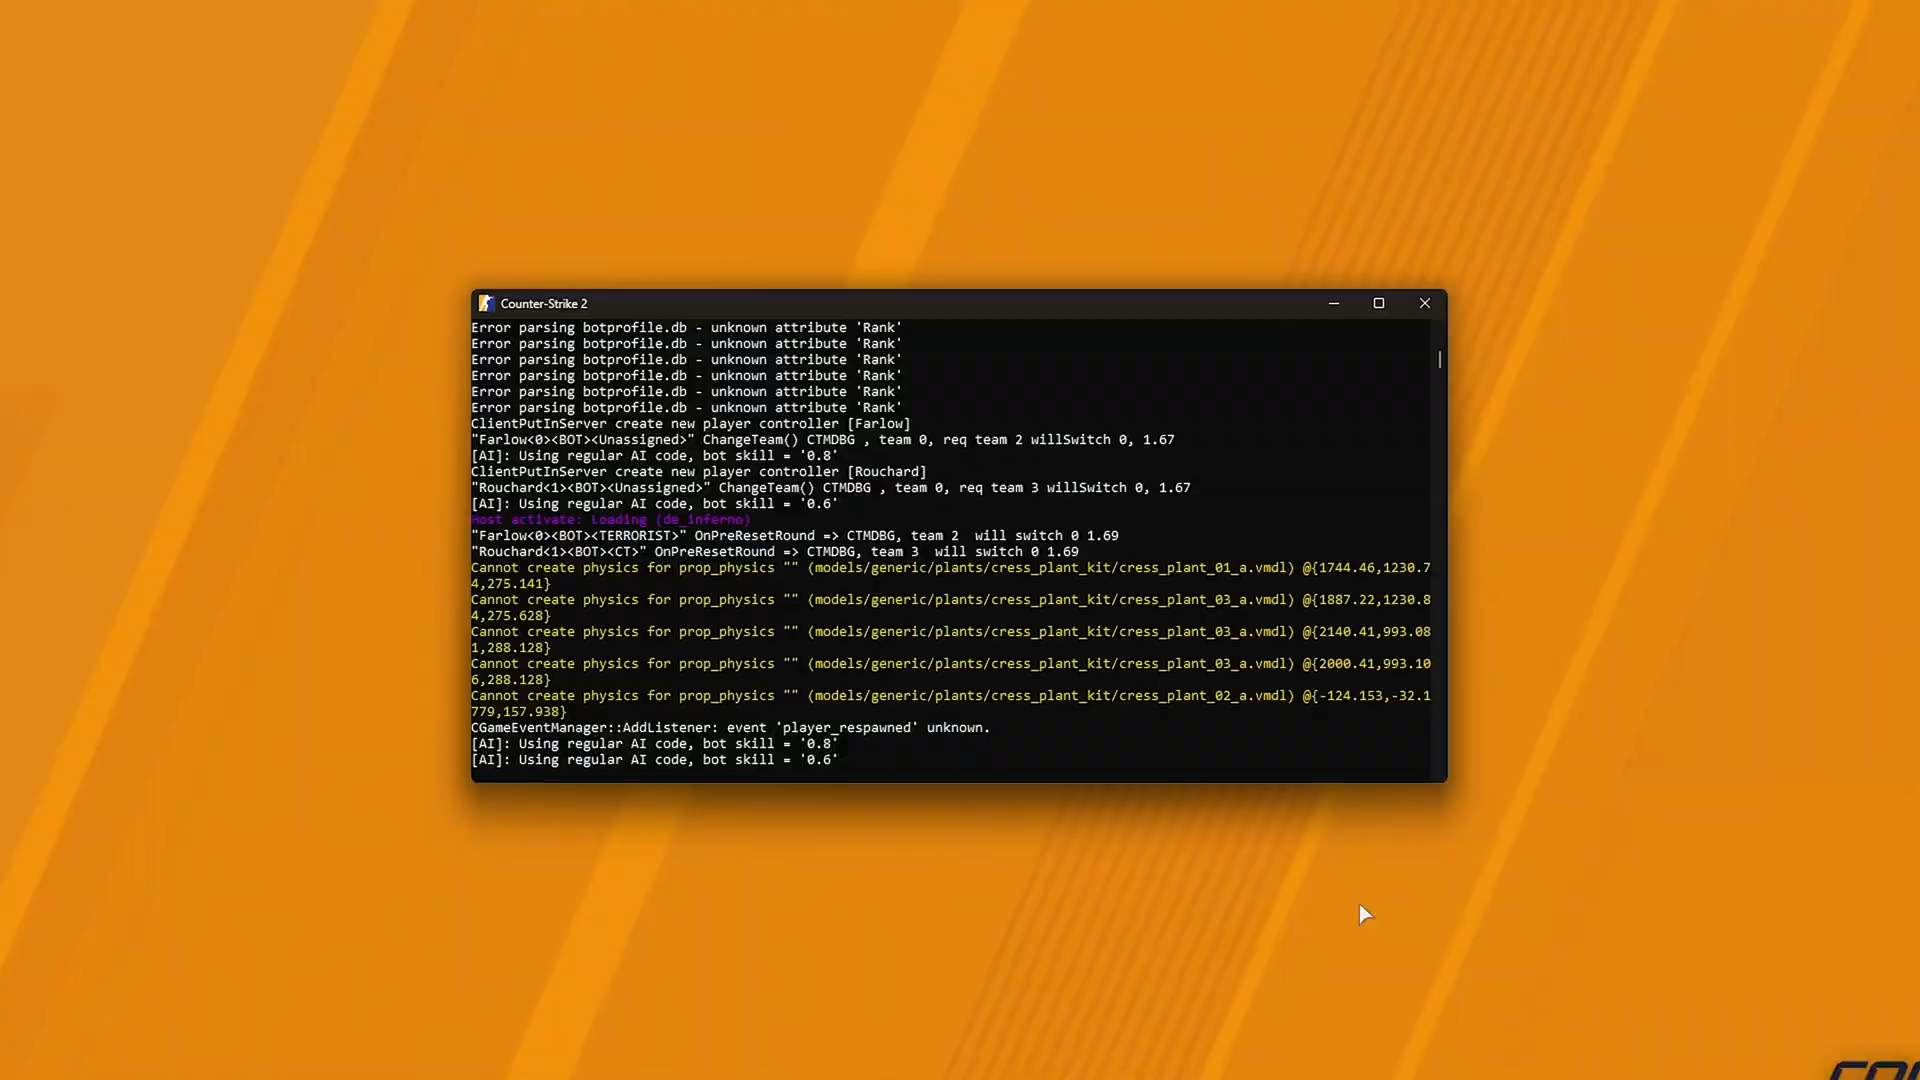 Counter-Strike 2
Error parsing botprofile.db - unknown attribute 'Rank'
Error parsing botprofile.db - unknown attribute 'Rank'
Error parsing botprofile.db - unknown attribute 'Rank'
Error parsing botprofile.db - unknown attribute 'Rank'
Error parsing botprofile.db - unknown attribute 'Rank'
Error parsing botprofile.db - unknown attribute 'Rank'
ClientPutInServer create new player controller [Farlow]
"Farlow<0><BOT><Unassigned>" ChangeTeam() CTMDBG , team 0, req team 2 willSwitch 0, 1.67
[AI]: Using regular AI code, bot skill = '0.8'
ClientPutInServer create new player controller [Rouchard]
"Rouchard<1><BOT><Unassigned>" ChangeTeam() CTMDBG , team 0, req team 3 willSwitch 0, 1.67
[AI]: Using regular AI code, bot skill = '0.6'
Host activate: Loading (de_inferno)
"Farlow<0><BOT><TERRORIST>" OnPreResetRound => CTMDBG, team 2  will switch 0 1.69
"Rouchard<1><BOT><CT>" OnPreResetRound => CTMDBG, team 3  will switch 0 1.69
Cannot create physics for prop_physics "" (models/generic/plants/cress_plant_kit/cress_plant_01_a.vmdl) @{1744.46,1230.7
4,275.141}
Cannot create physics for prop_physics "" (models/generic/plants/cress_plant_kit/cress_plant_03_a.vmdl) @{1887.22,1230.8
4,275.628}
Cannot create physics for prop_physics "" (models/generic/plants/cress_plant_kit/cress_plant_03_a.vmdl) @{2140.41,993.08
1,288.128}
Cannot create physics for prop_physics "" (models/generic/plants/cress_plant_kit/cress_plant_03_a.vmdl) @{2000.41,993.10
6,288.128}
Cannot create physics for prop_physics "" (models/generic/plants/cress_plant_kit/cress_plant_02_a.vmdl) @{-124.153,-32.1
779,157.938}
CGameEventManager::AddListener: event 'player_respawned' unknown.
[AI]: Using regular AI code, bot skill = '0.8'
[AI]: Using regular AI code, bot skill = '0.6'